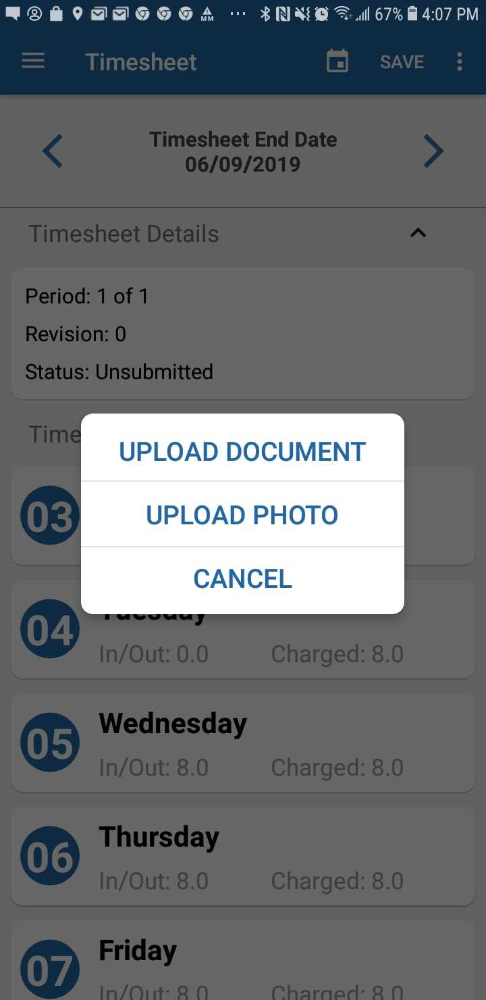 MM 67% 4:07 PM
Timesheet SAVE
Timesheet End Date
06/09/2019
Timesheet Details
Period: 1 of 1
Revision: 0
Status: Unsubmitted
Time
UPLOAD DOCUMENT
UPLOAD PHOTO
CANCEL
03
04 Tuesday
In/Out: 0.0 Charged: 8.0
05 Wednesday
In/Out: 8.0 Charged: 8.0
06 Thursday
In/Out: 8.0 Charged: 8.0
07 Friday
In/Out: 8.0 Charged: 8.0